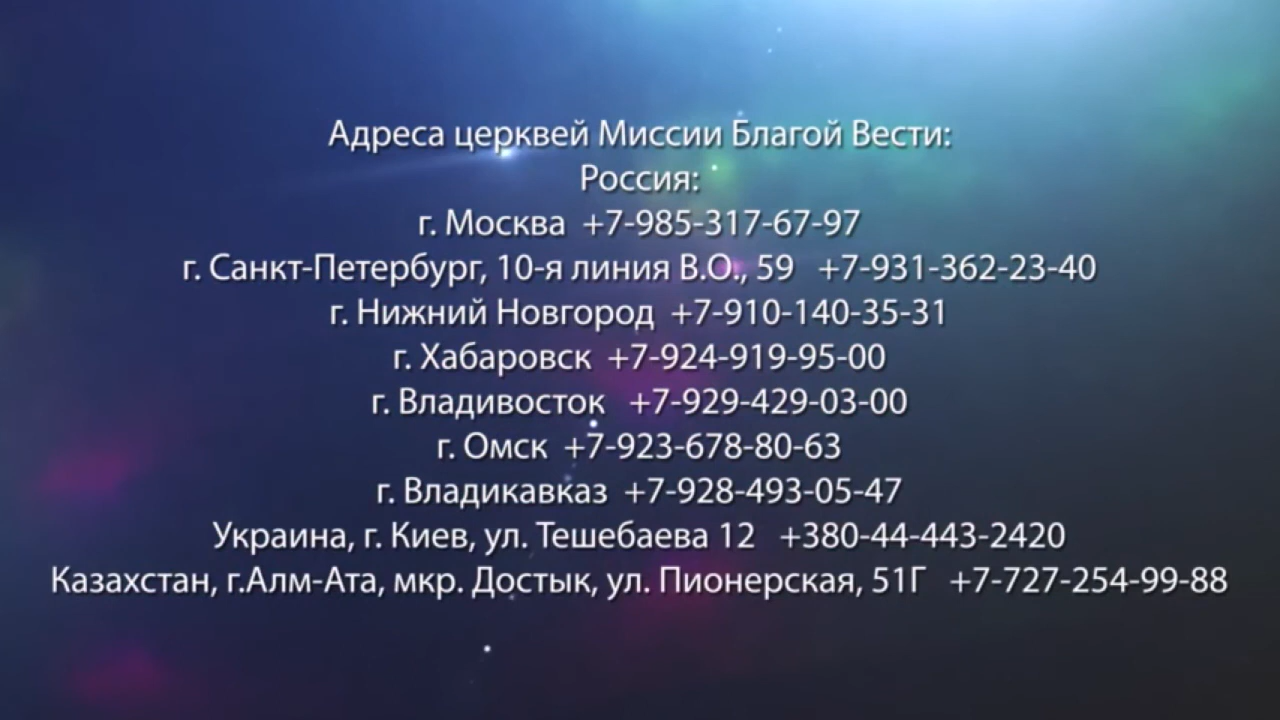 Адреса церквей Миссии Благой Вести:
Россия:
г. Москва +7-985-317-67-97
г. Санкт-Петербург, 10-я линия В.О., 59 +7-931-362-23-40
г. Нижний Новгород +7-910-140-35-31
г. Хабаровск +7-924-919-95-00
г. Владивосток +7-929-429-03-00
г. Омск +7-923-678-80-63
г. Владикавказ +7-928-493-05-47
Украина, г. Киев, ул. Тешебаева 12 +380-44-443-2420
Казахстан, г.Алм-Ата, мкр. Достык, ул. Пионерская, 51Г +7-727-254-99-88